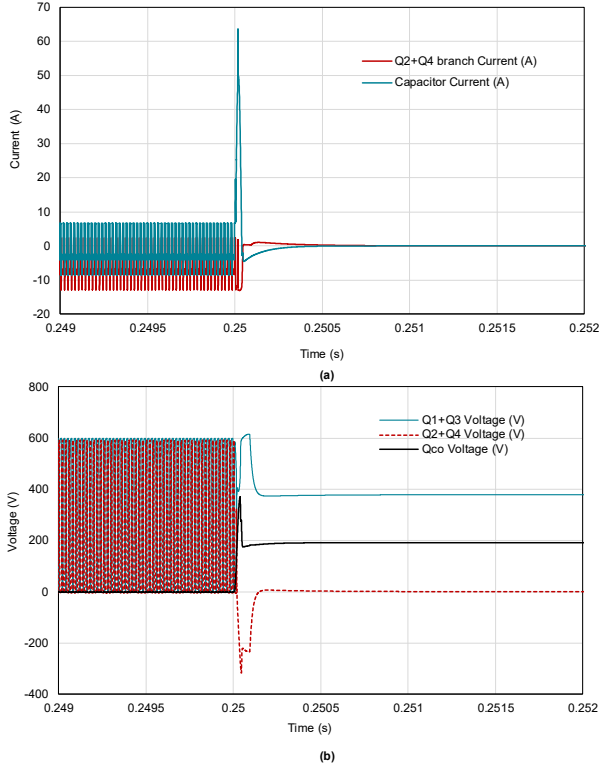 70
60
50
40
30
20
10
0
-10
-20
Current (A)
Q2+Q4 branch Current (A)
Capacitor Current (A)
0.249 0.2495 0.25 0.2505 0.251 0.2515 0.252
Time (s)
(a)
800
600
400
200
0
-200
-400
Voltage (V)
Q1+Q3 Voltage (V)
Q2+Q4 Voltage (V)
Qco Voltage (V)
0.249 0.2495 0.25 0.2505 0.251 0.2515 0.252
Time (s)
(b)